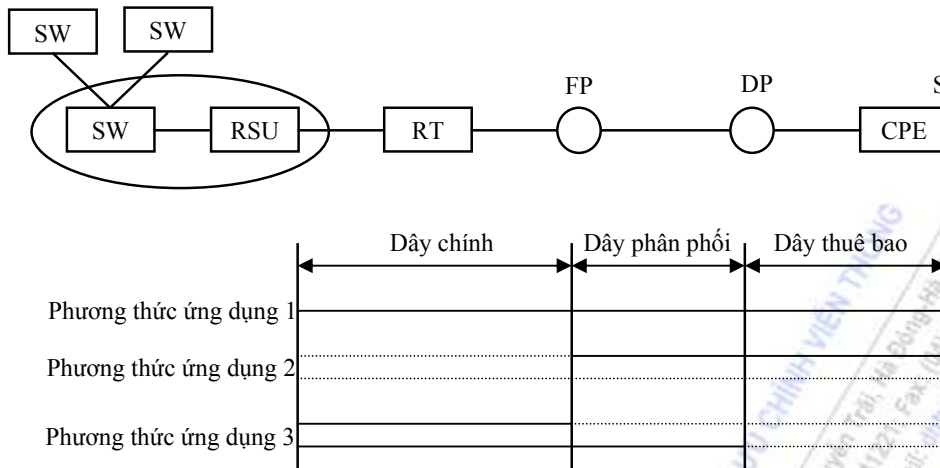 SW SW
FP DP S
SW RSU RT CPE
Dây chính Dây phân phối Dây thuê bao
Phương thức ứng dụng 1
Phương thức ứng dụng 2
Phương thức ứng dụng 3